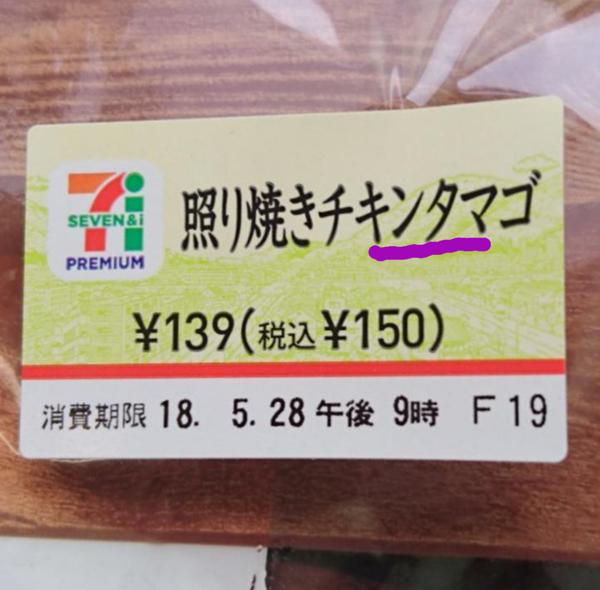 SEVEN&i
PREMIUM
照り焼きチキンタマゴ
¥139(税込¥150)
消費期限 18. 5.28 午後 9時 F19